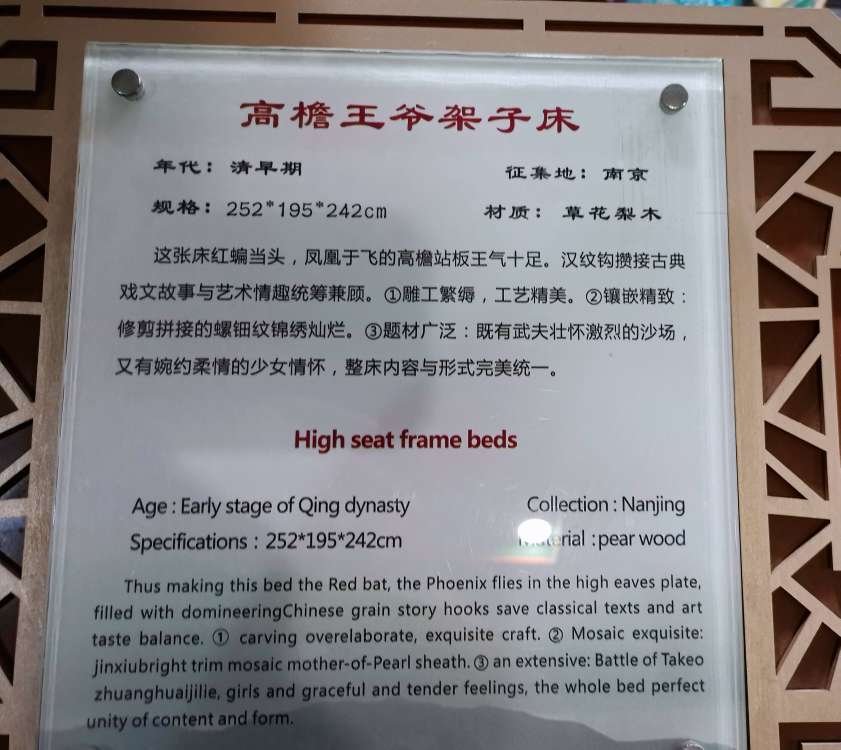 高檐王爷架子床
年代：清早期 征集地：南京
规格：252*195*242cm 材质：草花梨木
这张床红蝙当头，凤凰于飞的高檐站板王气十足。汉纹钩攒接古典
戏文故事与艺术情趣统筹兼顾。①雕工繁缛，工艺精美。②镶嵌精致：
修剪拼接的螺钿纹锦绣灿烂。③题材广泛：既有武夫壮怀激烈的沙场，
又有婉约柔情的少女情怀，整床内容与形式完美统一。
High seat frame beds
Age : Early stage of Qing dynasty Collection : Nanjing
Specifications : 252*195*242cm Material : pear wood
Thus making this bed the Red bat, the Phoenix flies in the high eaves plate,
filled with domineeringChinese grain story hooks save classical texts and art
taste balance. ① carving overelaborate, exquisite craft. ② Mosaic exquisite:
jinxiubright trim mosaic mother-of-Pearl sheath. ③ an extensive: Battle of Takeo
zhuanghuaijilie, girls and graceful and tender feelings, the whole bed perfect
unity of content and form.